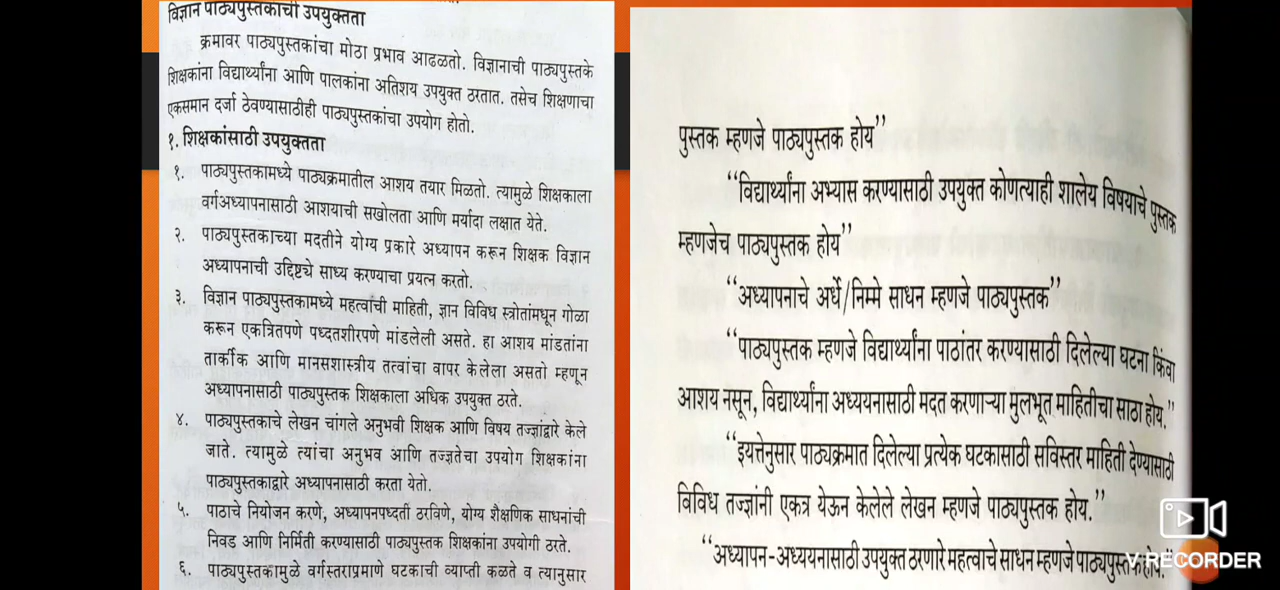 विज्ञान पाठ्यपुस्तकाची उपयुक्तता
क्रमावर पाठ्यपुस्तकांचा मोठा प्रभाव आढळतो. विज्ञानाची पाठ्यपुस्तके
शिक्षकांना विद्यार्थ्यांना आणि पालकांना अतिशय उपयुक्त ठरतात. तसेच शिक्षणाचा
एकसमान दर्जा ठेवण्यासाठीही पाठ्यपुस्तकांचा उपयोग होतो.
१. शिक्षकांसाठी उपयुक्तता
१. पाठ्यपुस्तकामध्ये पाठ्यक्रमातील आशय तयार मिळतो. त्यामुळे शिक्षकाला
वर्गअध्यापनासाठी आशयाची सखोलता आणि मर्यादा लक्षात येते.
२. पाठ्यपुस्तकाच्या मदतीने योग्य प्रकारे अध्यापन करून शिक्षक विज्ञान
अध्यापनाची उद्दिष्टये साध्य करण्याचा प्रयत्न करतो.
३. विज्ञान पाठ्यपुस्तकामध्ये महत्वाची माहिती, ज्ञान विविध स्त्रोतांमधून गोळा
करून एकत्रितपणे पध्दतशीरपणे मांडलेली असते. हा आशय मांडतांना
तार्कीक आणि मानसशास्त्रीय तत्वांचा वापर केलेला असतो म्हणून
अध्यापनासाठी पाठ्यपुस्तक शिक्षकाला अधिक उपयुक्त ठरते.
४. पाठ्यपुस्तकाचे लेखन चांगले अनुभवी शिक्षक आणि विषय तज्ज्ञांद्वारे केले
जाते. त्यामुळे त्यांचा अनुभव आणि तज्ज्ञतेचा उपयोग शिक्षकांना
पाठ्यपुस्तकाद्वारे अध्यापनासाठी करता येतो.
५. पाठाचे नियोजन करणे, अध्यापनपध्दती ठरविणे, योग्य शैक्षणिक साधनांची
निवड आणि निर्मिती करण्यासाठी पाठ्यपुस्तक शिक्षकांना उपयोगी ठरते.
६. पाठ्यपुस्तकामुळे वर्गस्तराप्रमाणे घटकाची व्याप्ती कळते व त्यानुसार
पुस्तक म्हणजे पाठ्यपुस्तक होय”
“विद्यार्थ्यांना अभ्यास करण्यासाठी उपयुक्त कोणत्याही शालेय विषयाचे पुस्तक
म्हणजेच पाठ्यपुस्तक होय”
“अध्यापनाचे अर्धे/निम्मे साधन म्हणजे पाठ्यपुस्तक”
“पाठ्यपुस्तक म्हणजे विद्यार्थ्यांना पाठांतर करण्यासाठी दिलेल्या घटना किंवा
आशय नसून, विद्यार्थ्यांना अध्ययनासाठी मदत करणाऱ्या मुलभूत माहितीचा साठा होय.”
“इयत्तेनुसार पाठ्यक्रमात दिलेल्या प्रत्येक घटकासाठी सविस्तर माहिती देण्यासाठी
विविध तज्ज्ञांनी एकत्र येऊन केलेले लेखन म्हणजे पाठ्यपुस्तक होय.”
“अध्यापन-अध्ययनासाठी उपयुक्त ठरणारे महत्वाचे साधन म्हणजे पाठ्यपुस्तक होय.”
V RECORDER